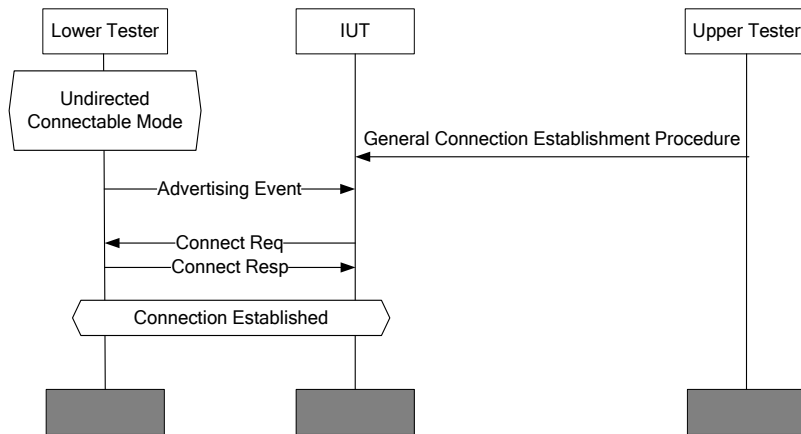 Lower Tester
IUT
Upper Tester
Undirected
Connectable Mode
General Connection Establishment Procedure
Advertising Event
Connect Req
Connect Resp
Connection Established